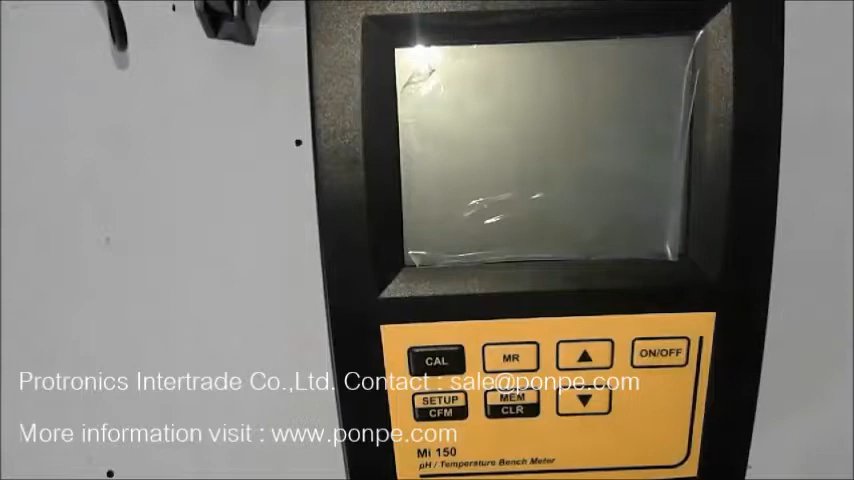 CAL MR ▲ ON/OFF
SETUP CFM MEM CLR ▼
Protronics Intertrade Co.,Ltd. Contact : sale@ponpe.com
More information visit : www.ponpe.com
Mi 150
pH / Temperature Bench Meter